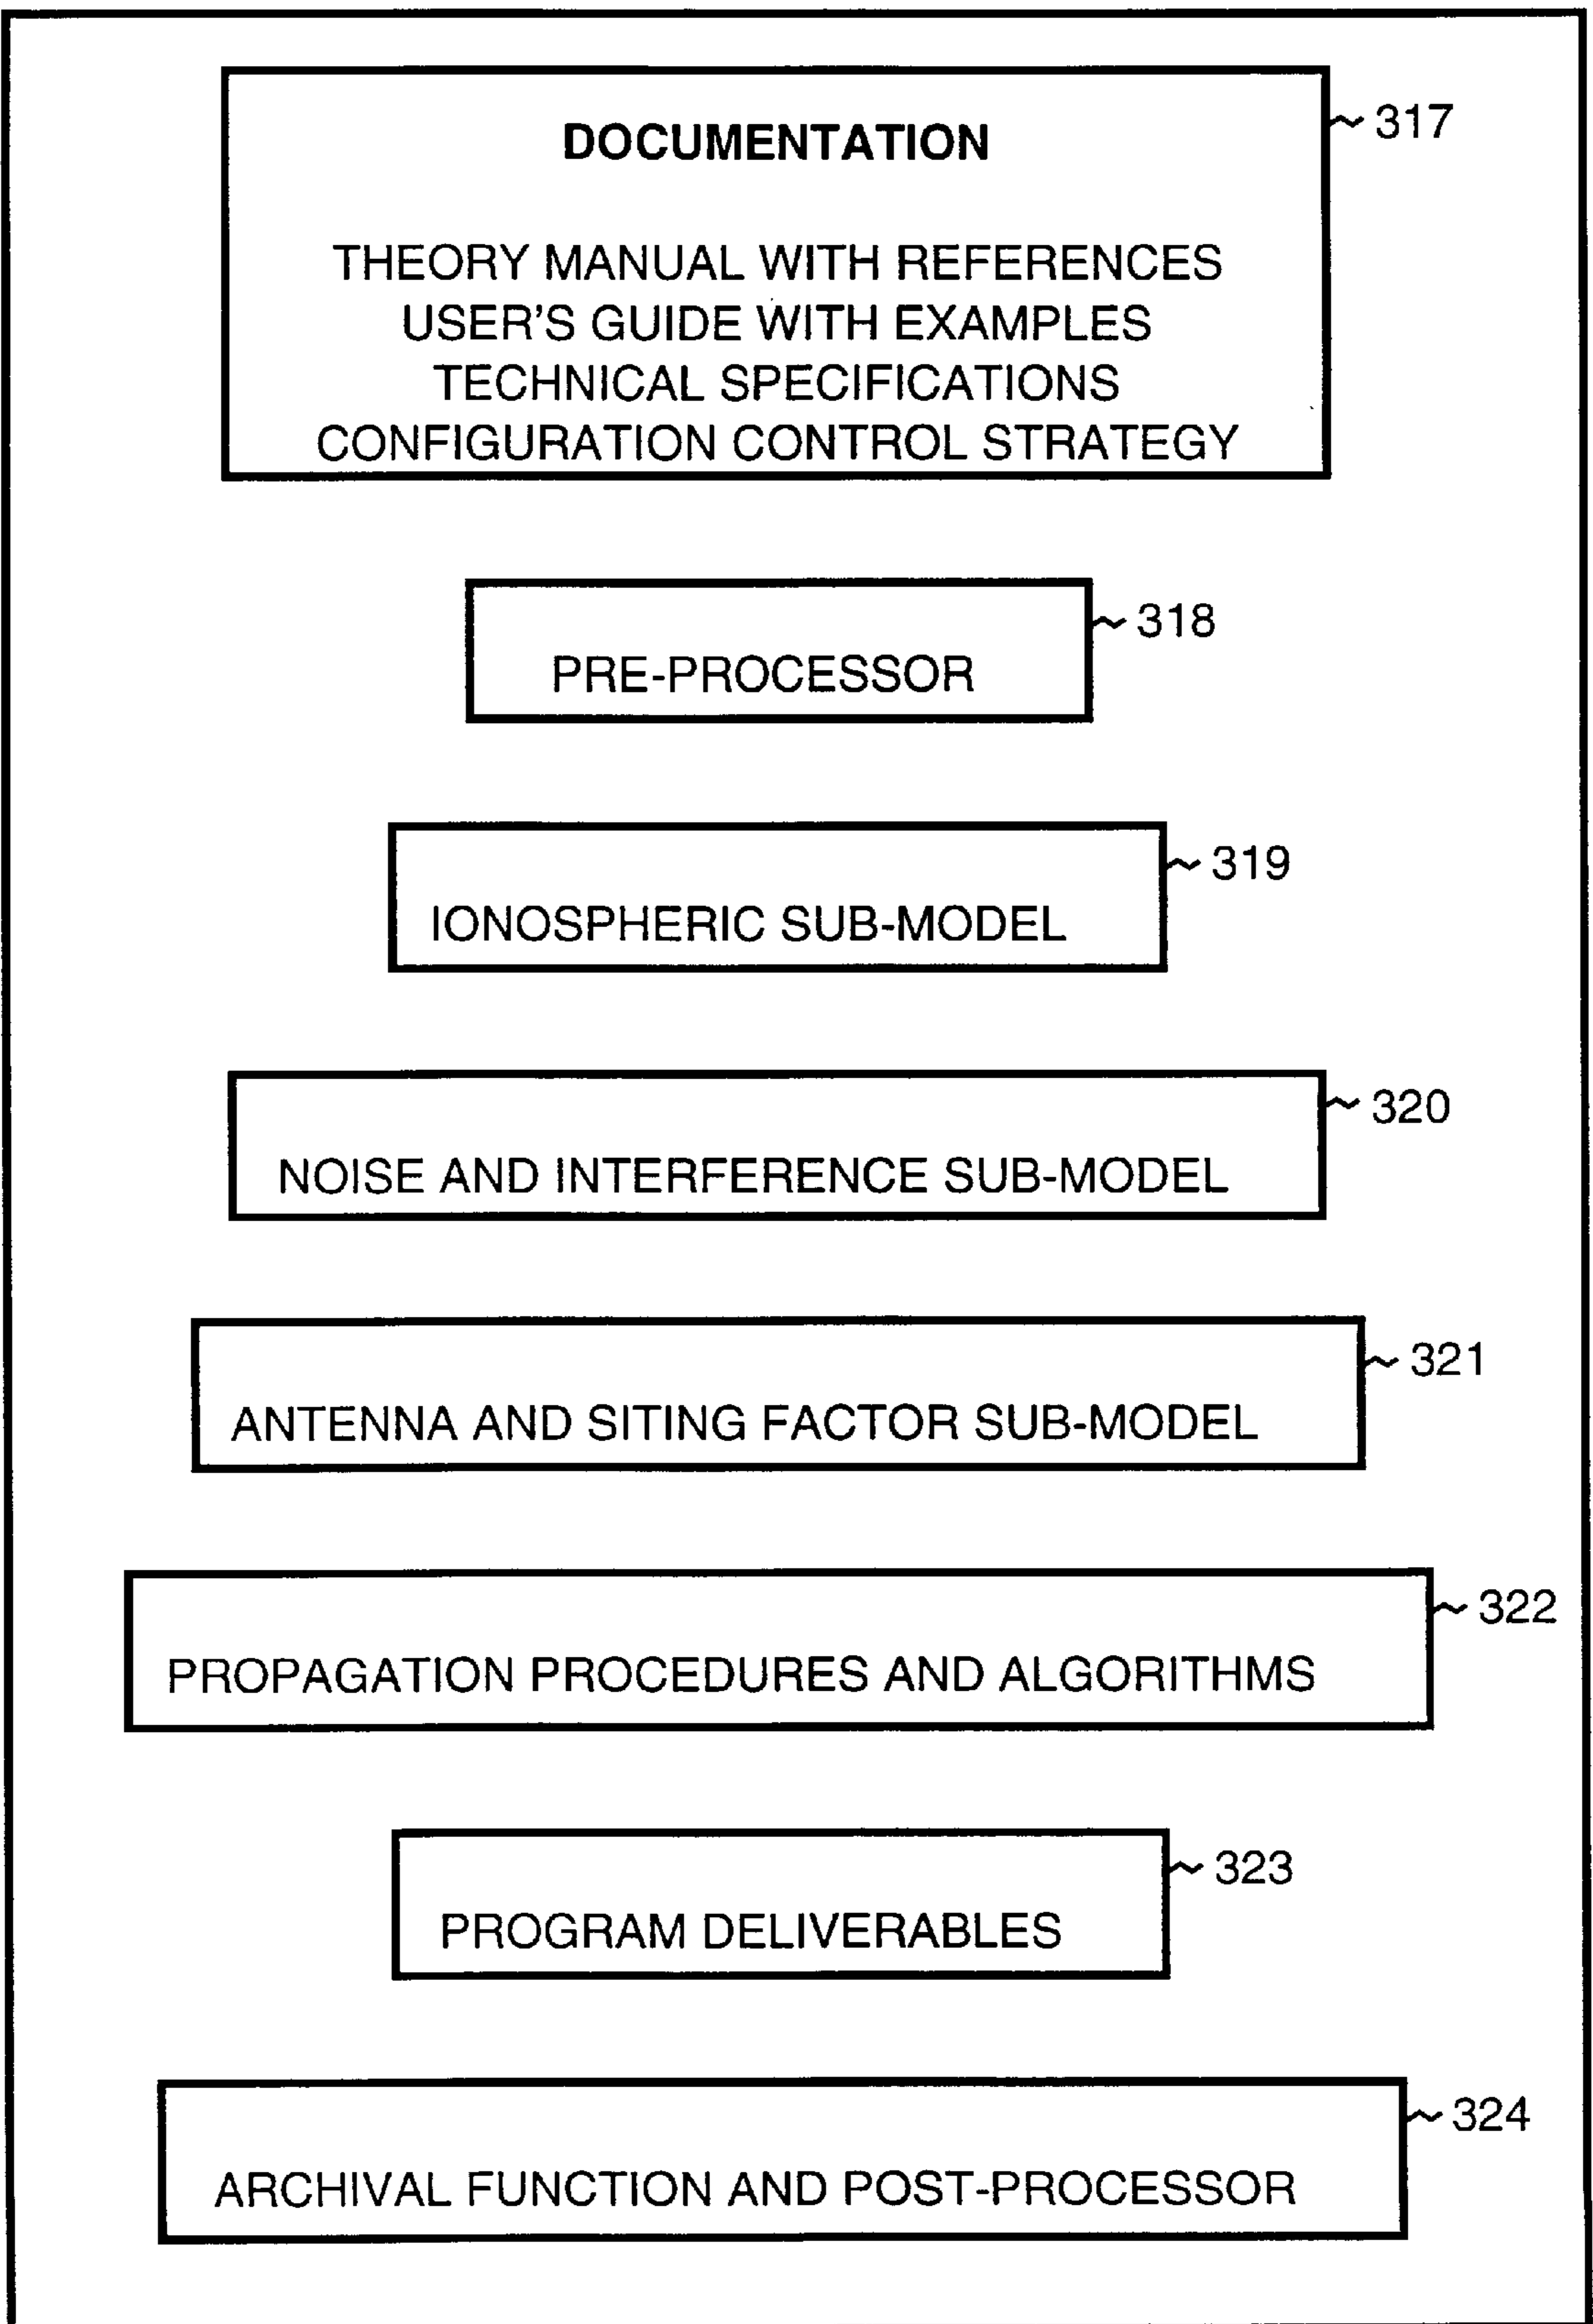 DOCUMENTATION
317
THEORY MANUAL WITH REFERENCES
USER'S GUIDE WITH EXAMPLES
TECHNICAL SPECIFICATIONS
CONFIGURATION CONTROL STRATEGY
318
PRE-PROCESSOR
319
IONOSPHERIC SUB-MODEL
320
NOISE AND INTERFERENCE SUB-MODEL
321
ANTENNA AND SITING FACTOR SUB-MODEL
322
PROPAGATION PROCEDURES AND ALGORITHMS
323
PROGRAM DELIVERABLES
324
ARCHIVAL FUNCTION AND POST-PROCESSOR